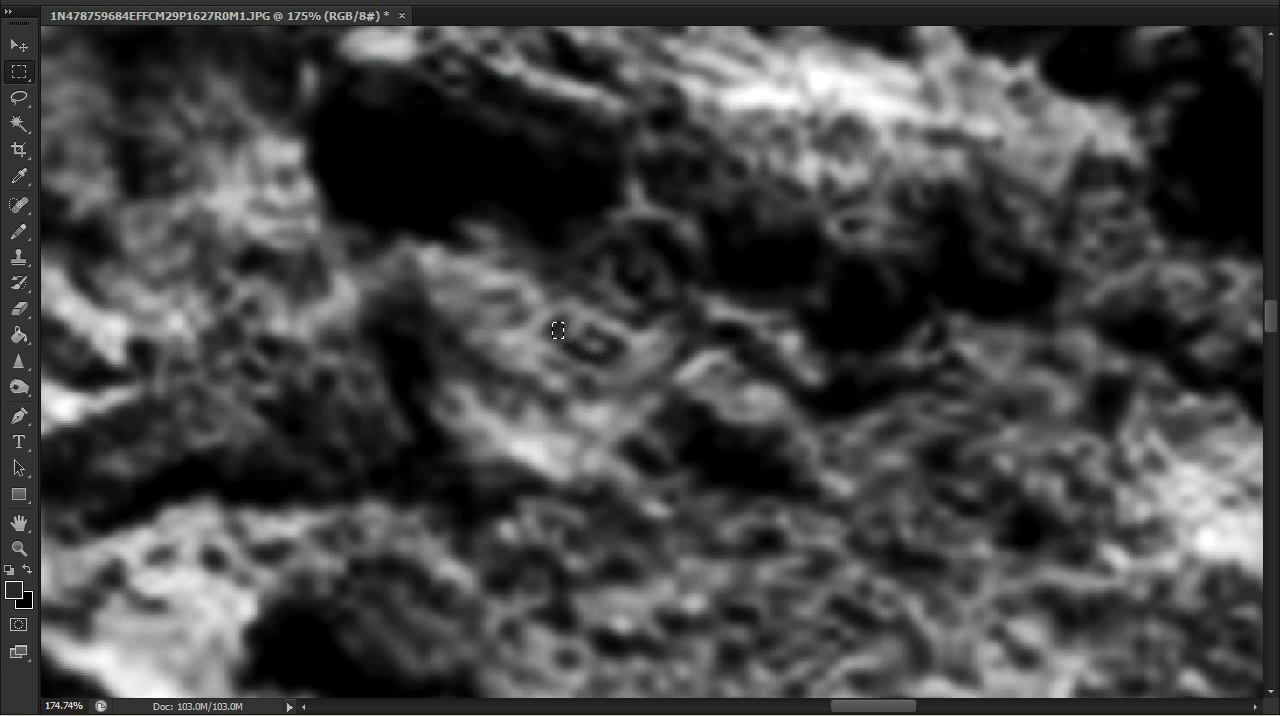 1N478759684EFFCM29P1627R0M1.JPG @ 175% (RGB/8#) * ×
T
174.74% Doc: 103.0M/103.0M